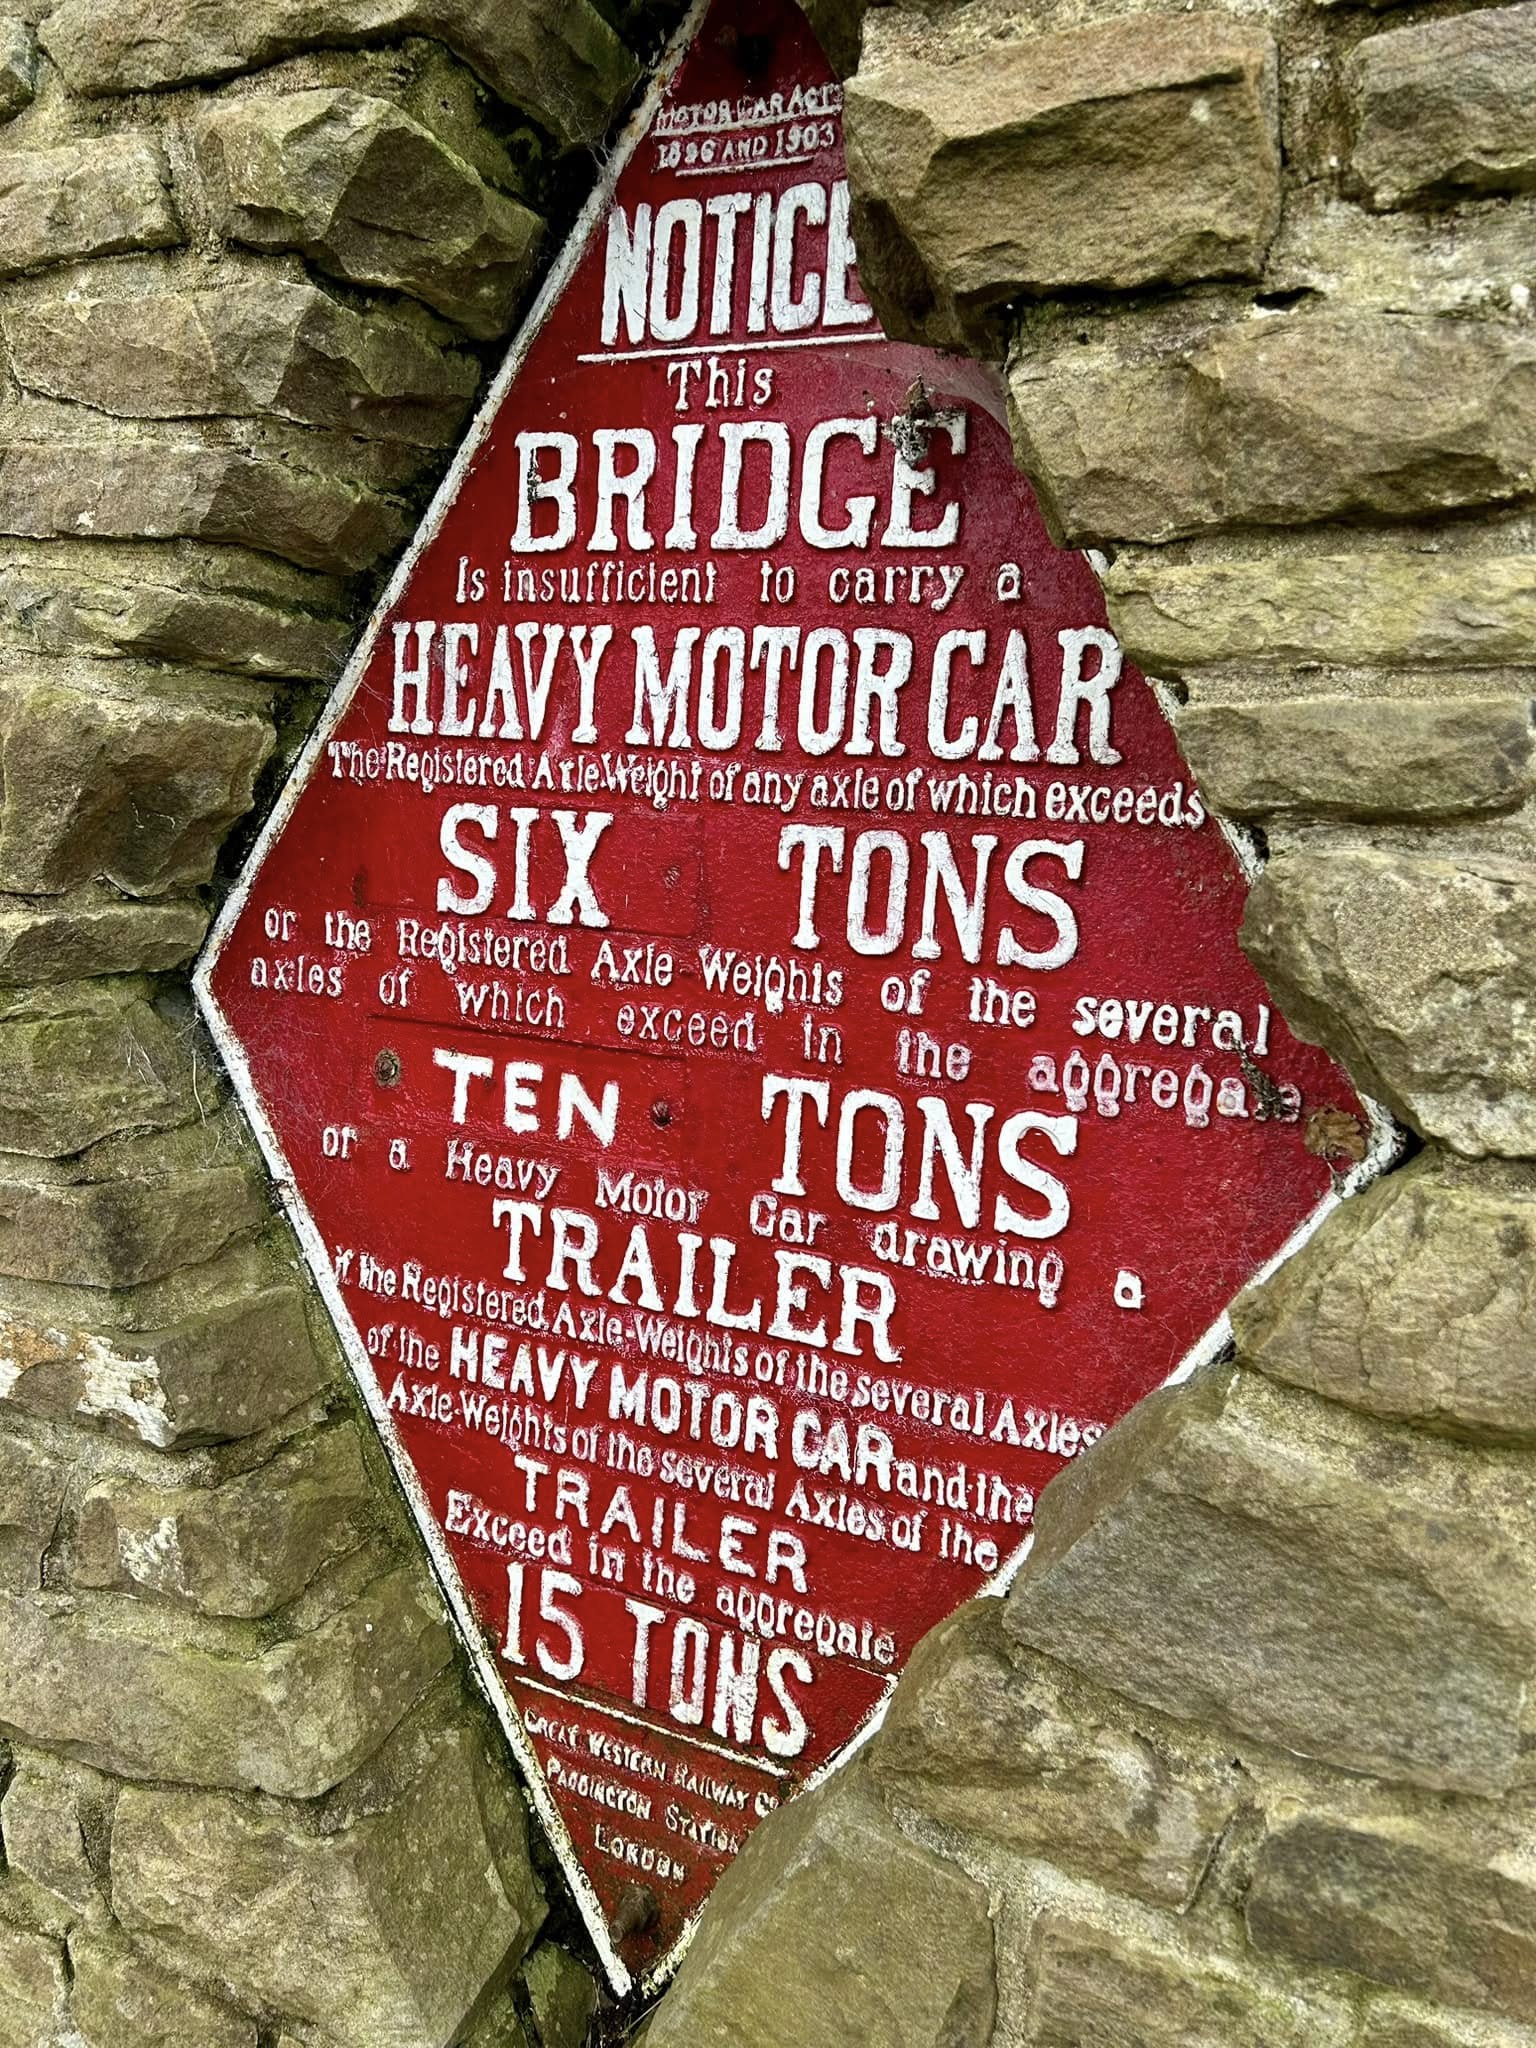 MOTOR CAR ACTS
1896 AND 1903
NOTICE
This
BRIDGE
Is insufficient to carry a
HEAVY MOTOR CAR
The Registered Axle Weight of any axle of which exceeds
SIX TONS
or the Registered Axle Weights of the several
axles of which exceed in the aggregate
TEN TONS
or a Heavy Motor Car drawing a
TRAILER
if the Registered Axle-Weights of the several Axles
of the HEAVY MOTOR CAR and the
Axle-Weights of the several Axles of the
TRAILER
Exceed in the aggregate
15 TONS
GREAT WESTERN RAILWAY CO
PADDINGTON STATION
LONDON